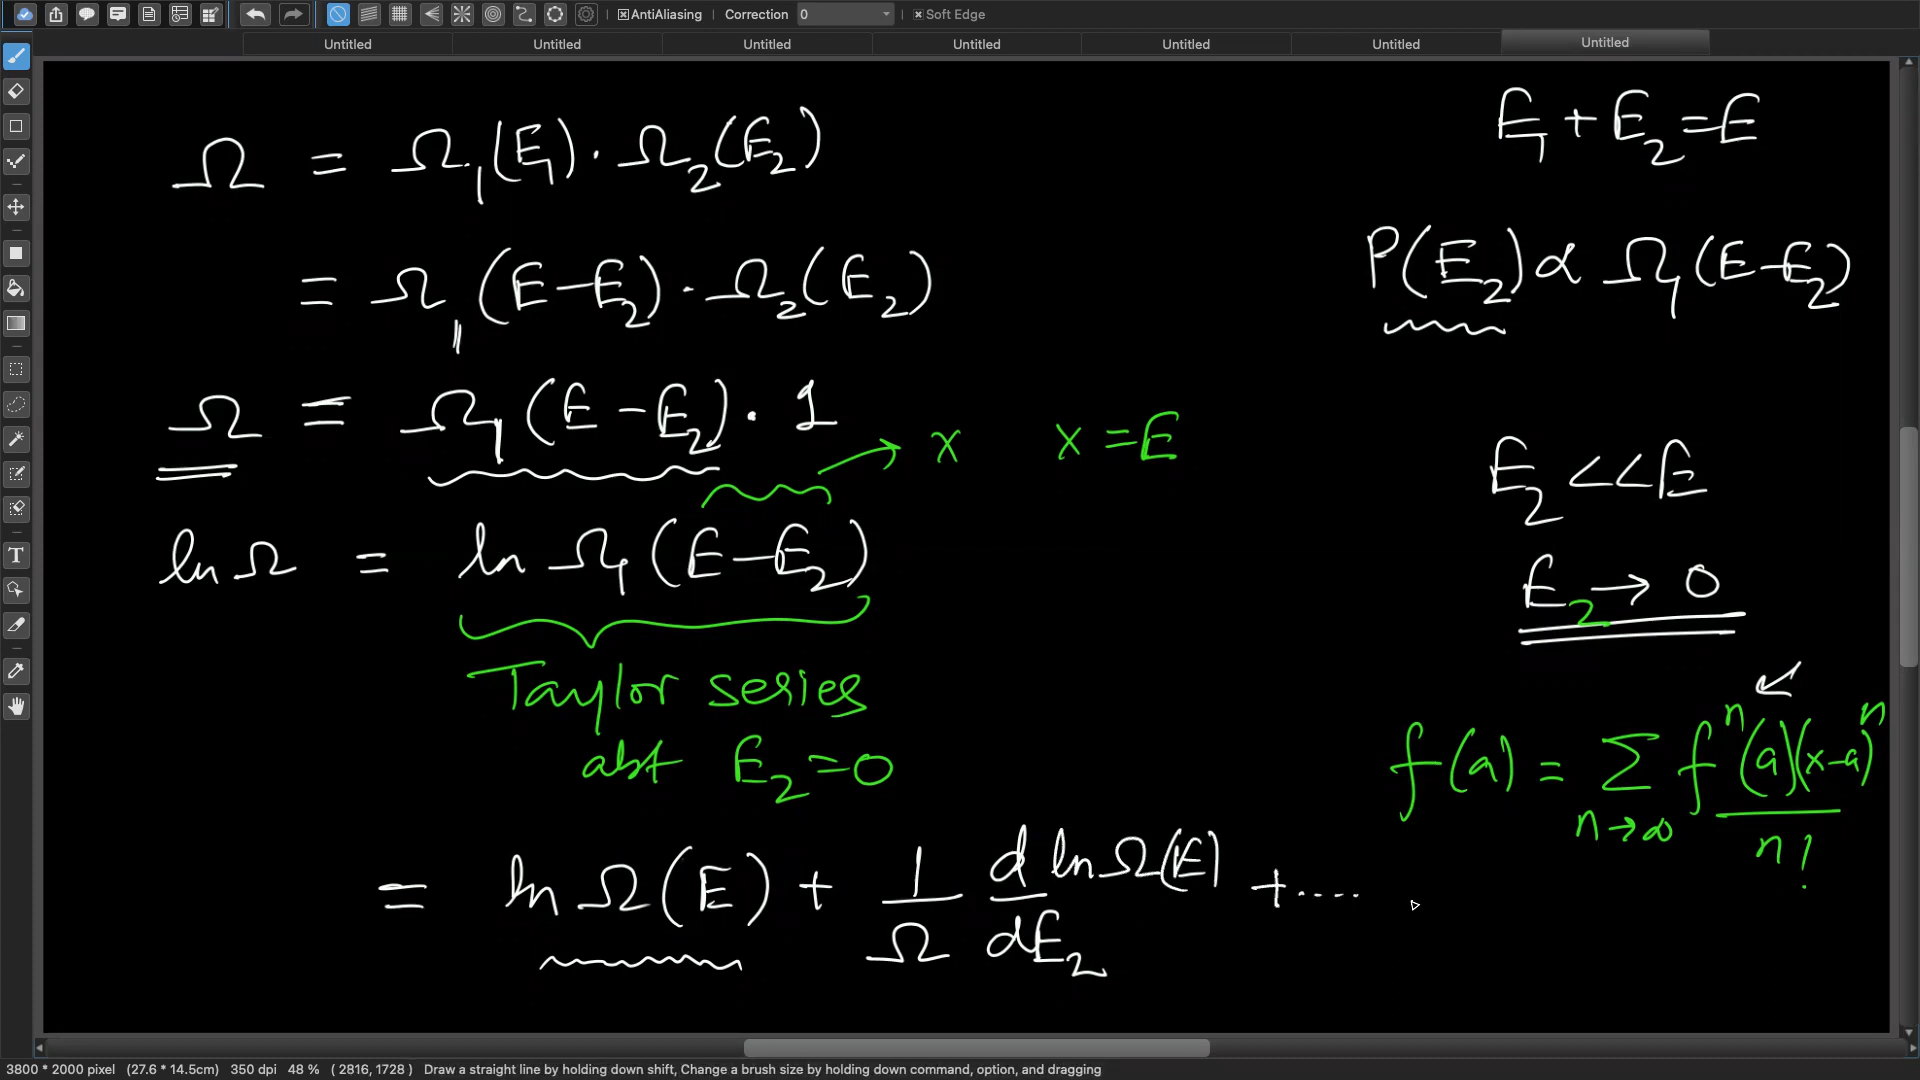 AntiAliasing Correction 0 Soft Edge
Untitled Untitled Untitled Untitled Untitled Untitled Untitled
Ω = Ω₁(E₁) · Ω₂(E₂)
E₁ + E₂ = E
= Ω₁(E−E₂) · Ω₂(E₂)
P(E₂) ∝ Ω₁(E−E₂)
Ω = Ω₁(E−E₂) · 1
→ x x = E
E₂ << E
ln Ω = ln Ω₁(E−E₂)
E₂ → 0
Taylor series
abt E₂=0
f(a) = Σ n→∞ fⁿ(a)(x−a)ⁿ / n!
= ln Ω(E) + 1/Ω d ln Ω(E)/dE₂ + ....
T
3800 * 2000 pixel (27.6 * 14.5cm) 350 dpi 48 % ( 2816, 1728 ) Draw a straight line by holding down shift, Change a brush size by holding down command, option, and dragging